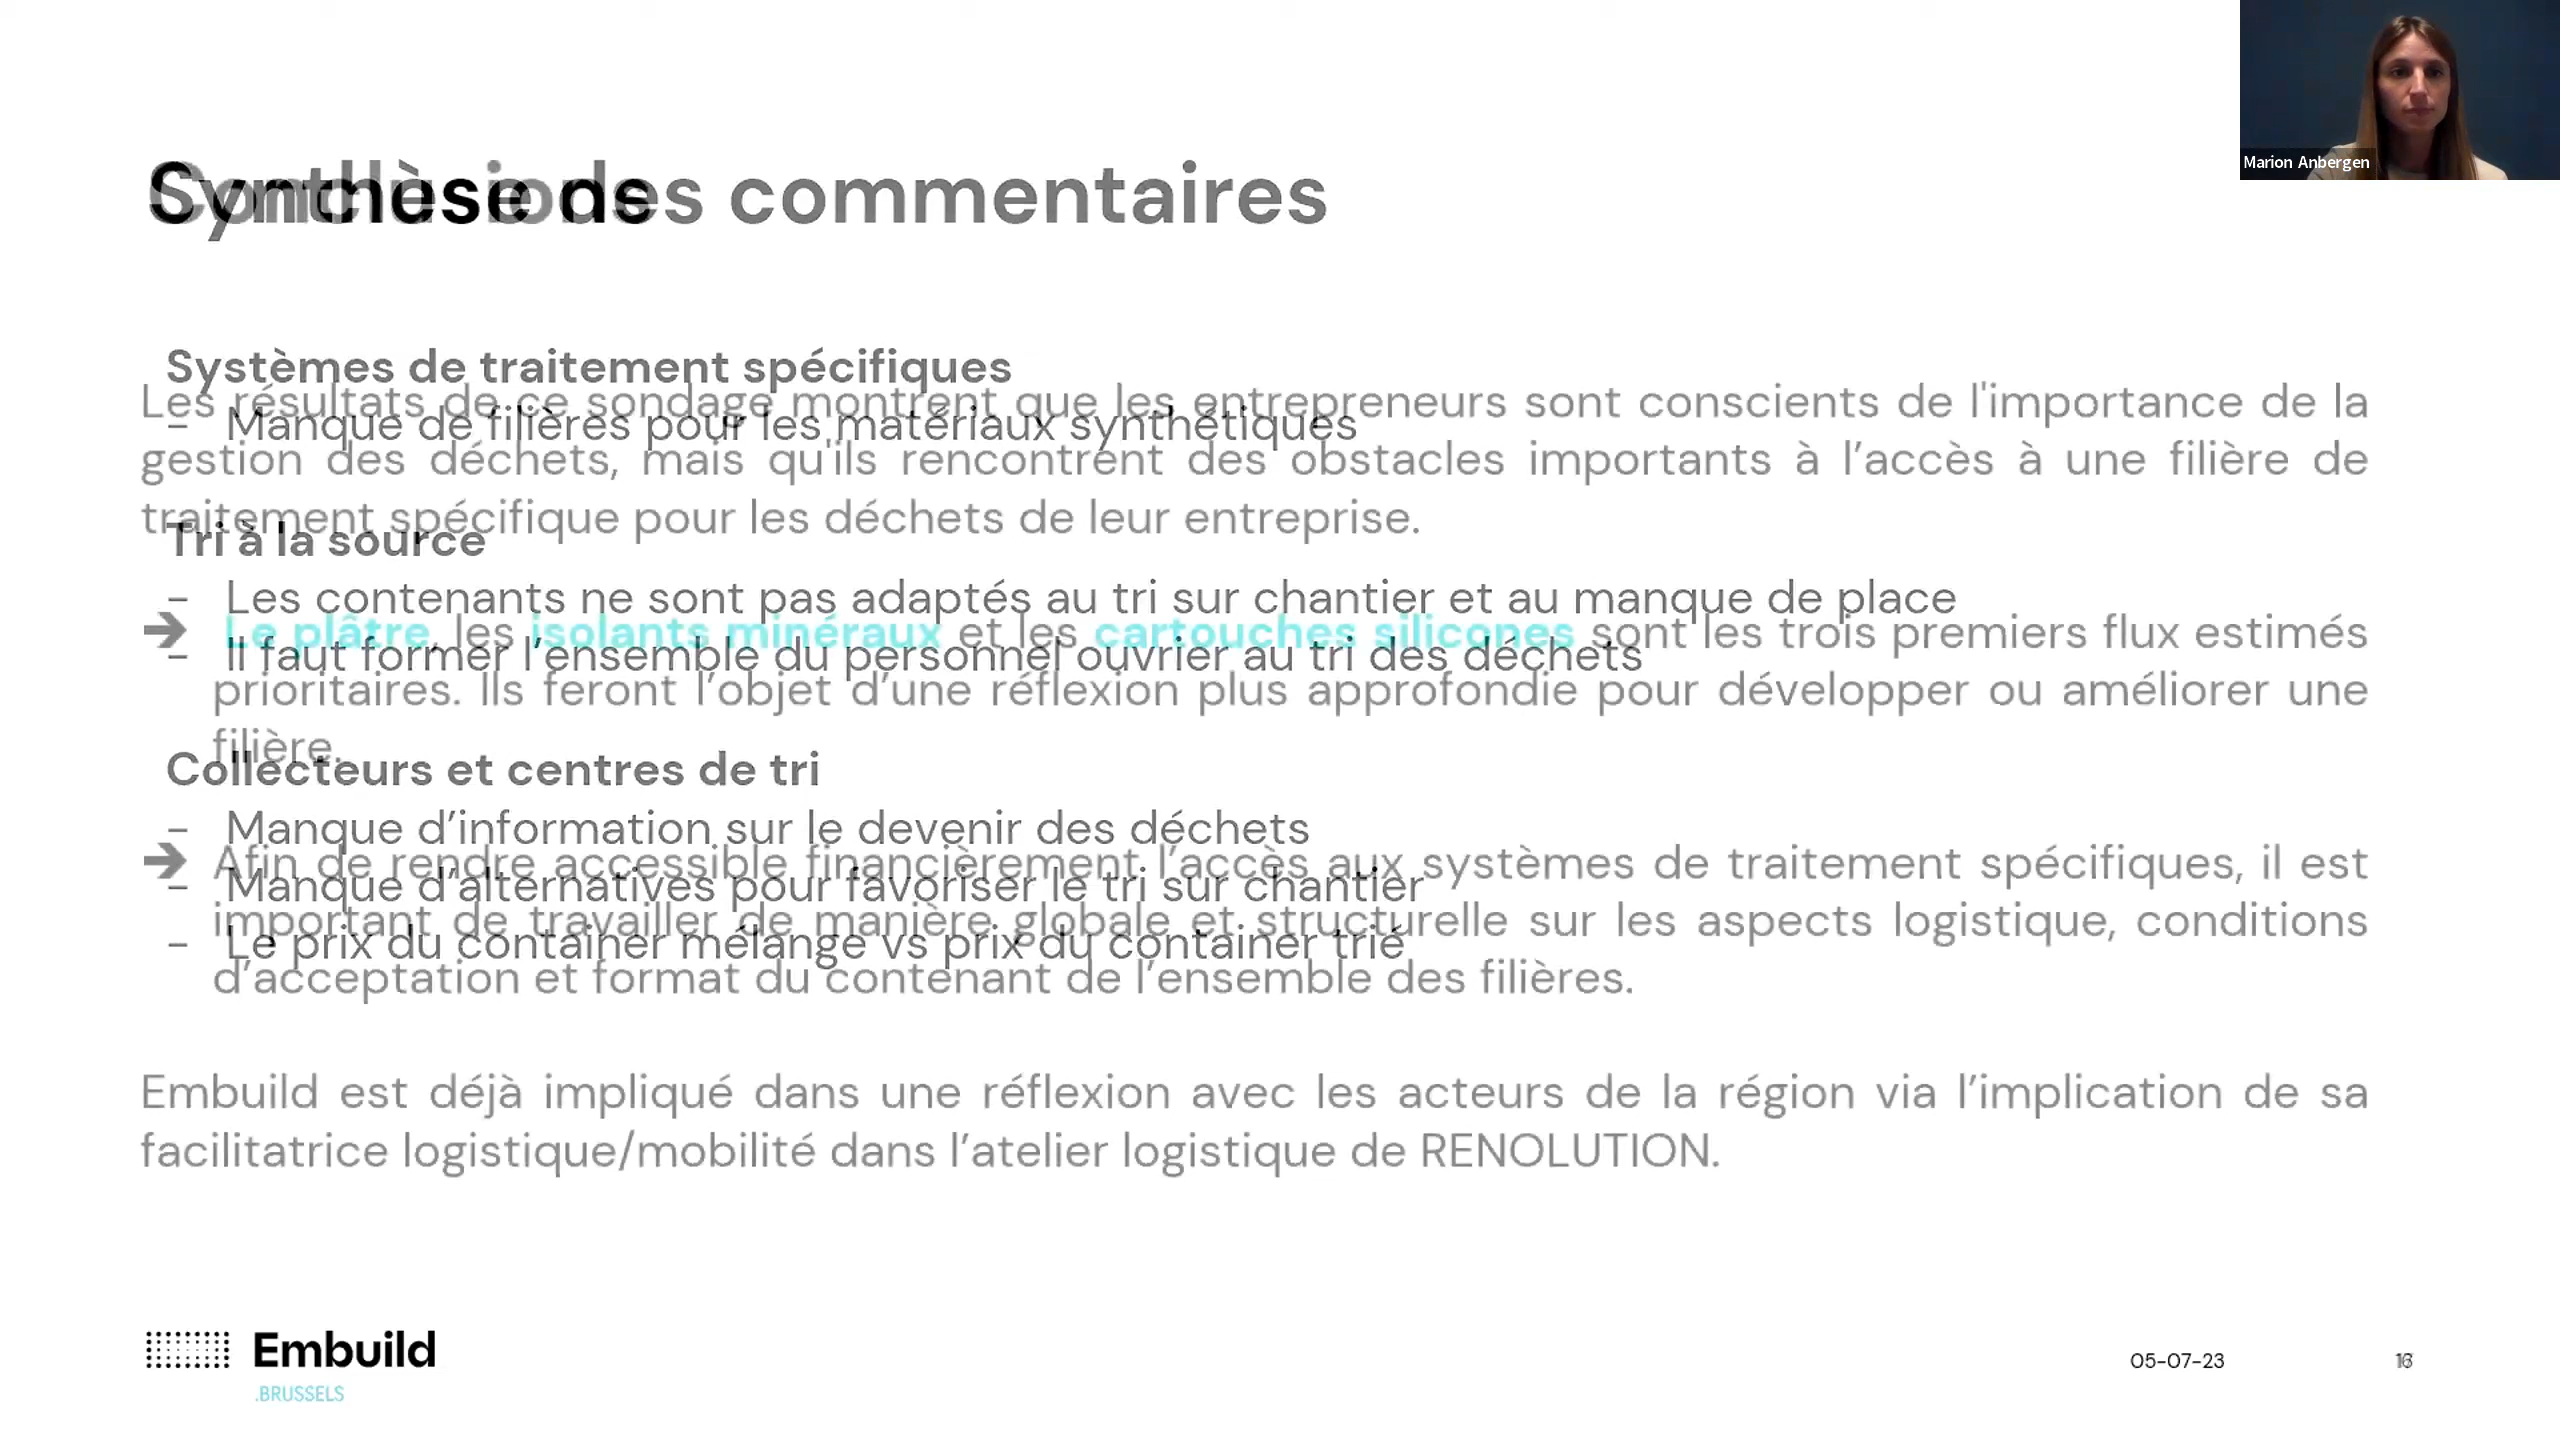 Marion Anbergen
Synthèse des commentaires
Conclusions
Systèmes de traitement spécifiques
- Manque de filières pour les matériaux synthétiques
Tri à la source
- Les contenants ne sont pas adaptés au tri sur chantier et au manque de place
- Il faut former l’ensemble du personnel ouvrier au tri des déchets
Collecteurs et centres de tri
- Manque d’information sur le devenir des déchets
- Manque d’alternatives pour favoriser le tri sur chantier
- Le prix du container mélange vs prix du container trié
Les résultats de ce sondage montrent que les entrepreneurs sont conscients de l'importance de la
gestion des déchets, mais qu'ils rencontrent des obstacles importants à l’accès à une filière de
traitement spécifique pour les déchets de leur entreprise.
➔ Le plâtre, les isolants minéraux et les cartouches silicones sont les trois premiers flux estimés
prioritaires. Ils feront l’objet d’une réflexion plus approfondie pour développer ou améliorer une
filière.
➔ Afin de rendre accessible financièrement l’accès aux systèmes de traitement spécifiques, il est
important de travailler de manière globale et structurelle sur les aspects logistique, conditions
d’acceptation et format du contenant de l’ensemble des filières.
Embuild est déjà impliqué dans une réflexion avec les acteurs de la région via l’implication de sa
facilitatrice logistique/mobilité dans l’atelier logistique de RENOLUTION.
Embuild
.BRUSSELS
05-07-23